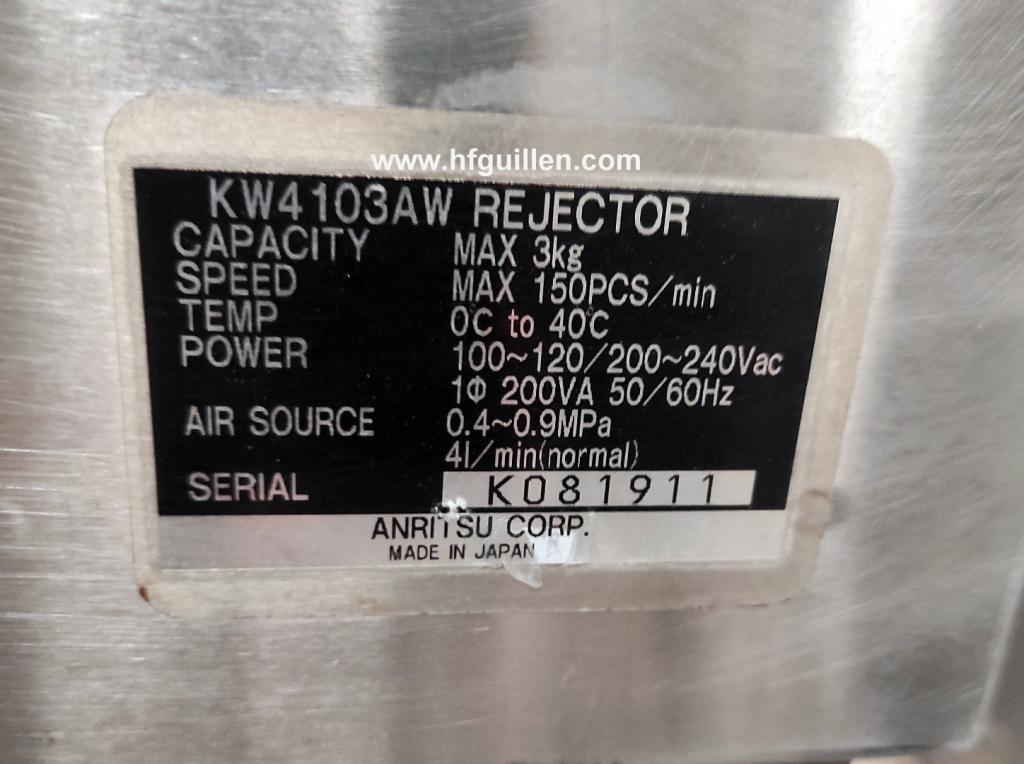 www.hfguillen.com
KW4103AW REJECTOR
CAPACITY MAX 3kg
SPEED MAX 150PCS/min
TEMP 0℃ to 40℃
POWER 100~120/200~240Vac
1Φ 200VA 50/60Hz
AIR SOURCE 0.4~0.9MPa
4l/min(normal)
SERIAL K081911
ANRITSU CORP.
MADE IN JAPAN